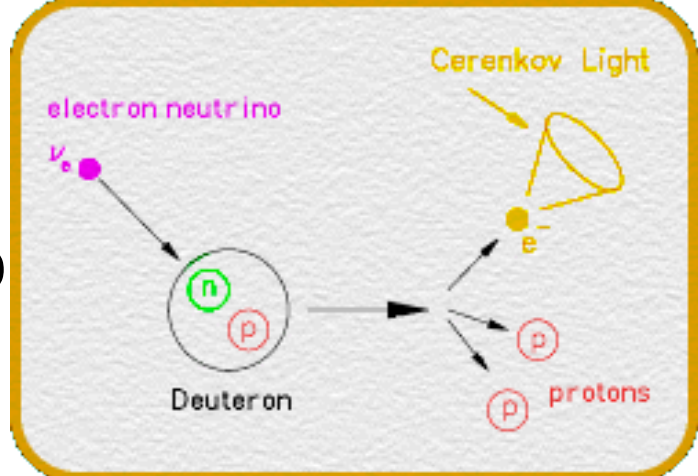 Cerenkov Light
electron neutrino
νe
e-
n
p
p
Deuteron
protons
p
)